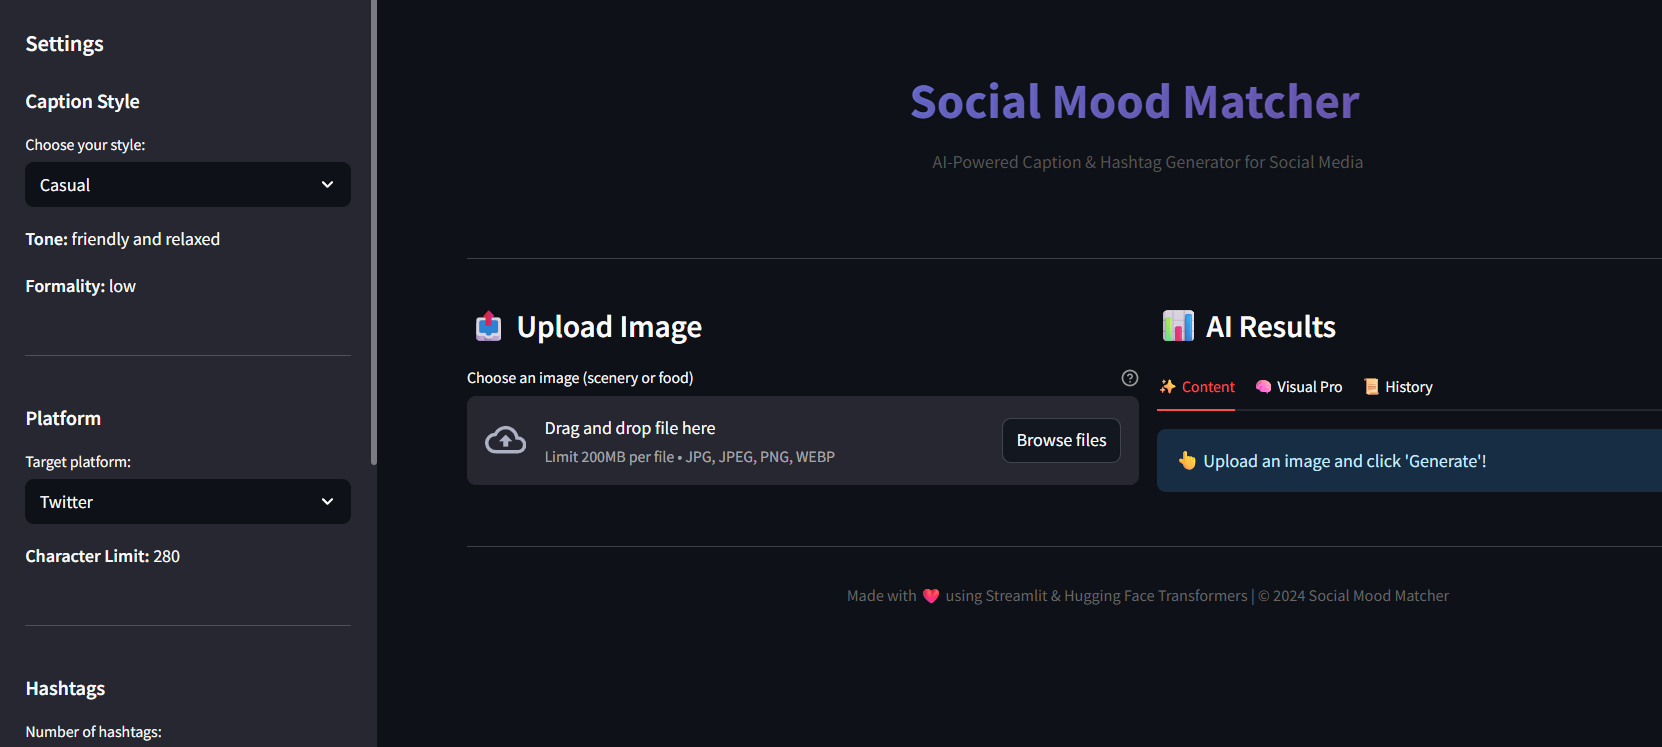 Settings
Caption Style
Choose your style:
Casual
Tone: friendly and relaxed
Formality: low
Platform
Target platform:
Twitter
Character Limit: 280
Hashtags
Number of hashtags:
Social Mood Matcher
AI-Powered Caption & Hashtag Generator for Social Media
📤 Upload Image
Choose an image (scenery or food)
Drag and drop file here
Limit 200MB per file • JPG, JPEG, PNG, WEBP
Browse files
📊 AI Results
✨ Content 🧠 Visual Pro 📜 History
👆 Upload an image and click 'Generate'!
Made with ❤️ using Streamlit & Hugging Face Transformers | © 2024 Social Mood Matcher